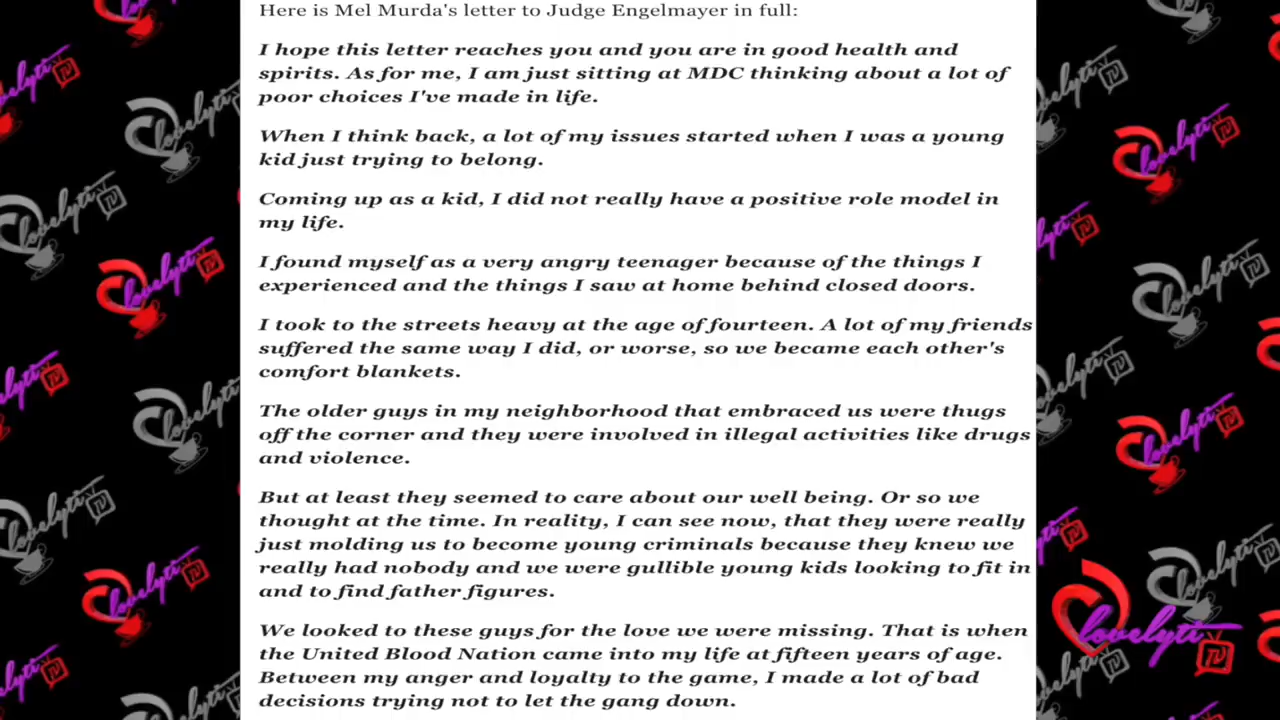 Here is Mel Murda's letter to Judge Engelmayer in full:
I hope this letter reaches you and you are in good health and
spirits. As for me, I am just sitting at MDC thinking about a lot of
poor choices I've made in life.
When I think back, a lot of my issues started when I was a young
kid just trying to belong.
Coming up as a kid, I did not really have a positive role model in
my life.
I found myself as a very angry teenager because of the things I
experienced and the things I saw at home behind closed doors.
I took to the streets heavy at the age of fourteen. A lot of my friends
suffered the same way I did, or worse, so we became each other's
comfort blankets.
The older guys in my neighborhood that embraced us were thugs
off the corner and they were involved in illegal activities like drugs
and violence.
But at least they seemed to care about our well being. Or so we
thought at the time. In reality, I can see now, that they were really
just molding us to become young criminals because they knew we
really had nobody and we were gullible young kids looking to fit in
and to find father figures.
We looked to these guys for the love we were missing. That is when
the United Blood Nation came into my life at fifteen years of age.
Between my anger and loyalty to the game, I made a lot of bad
decisions trying not to let the gang down.
lovelyti TV